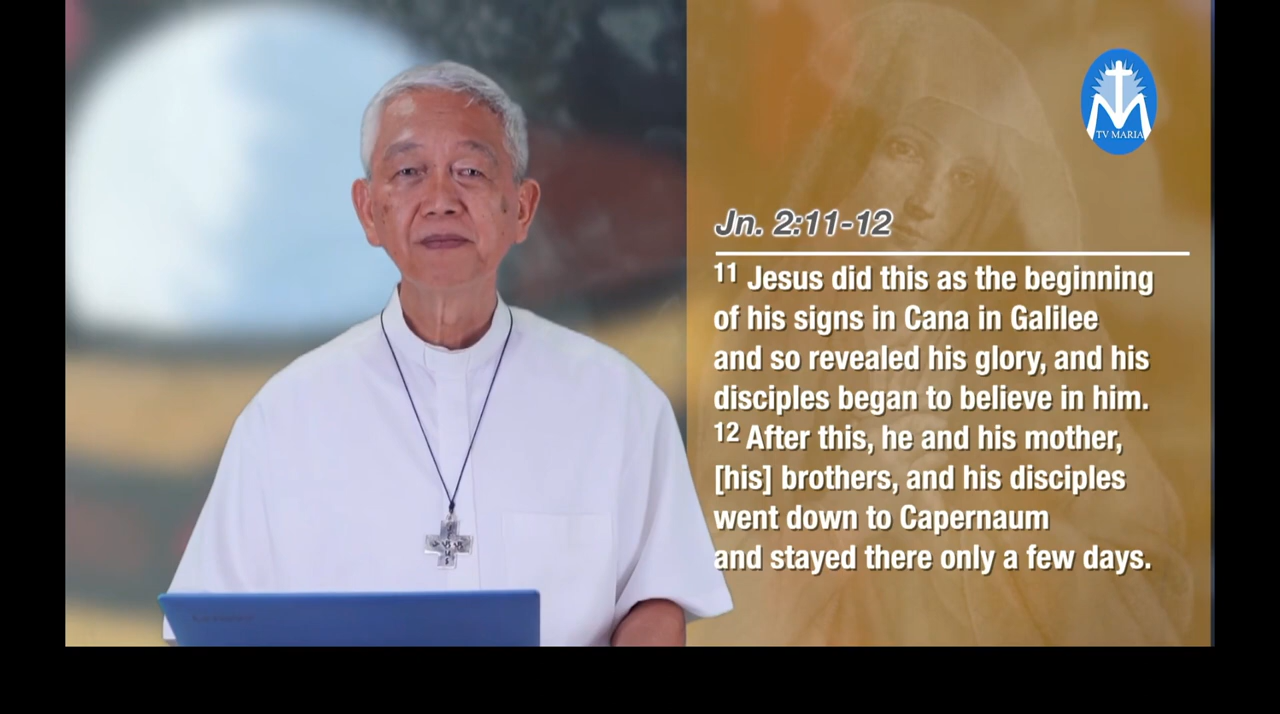 TV MARIA
Jn. 2:11-12
11 Jesus did this as the beginning
of his signs in Cana in Galilee
and so revealed his glory, and his
disciples began to believe in him.
12 After this, he and his mother,
[his] brothers, and his disciples
went down to Capernaum
and stayed there only a few days.